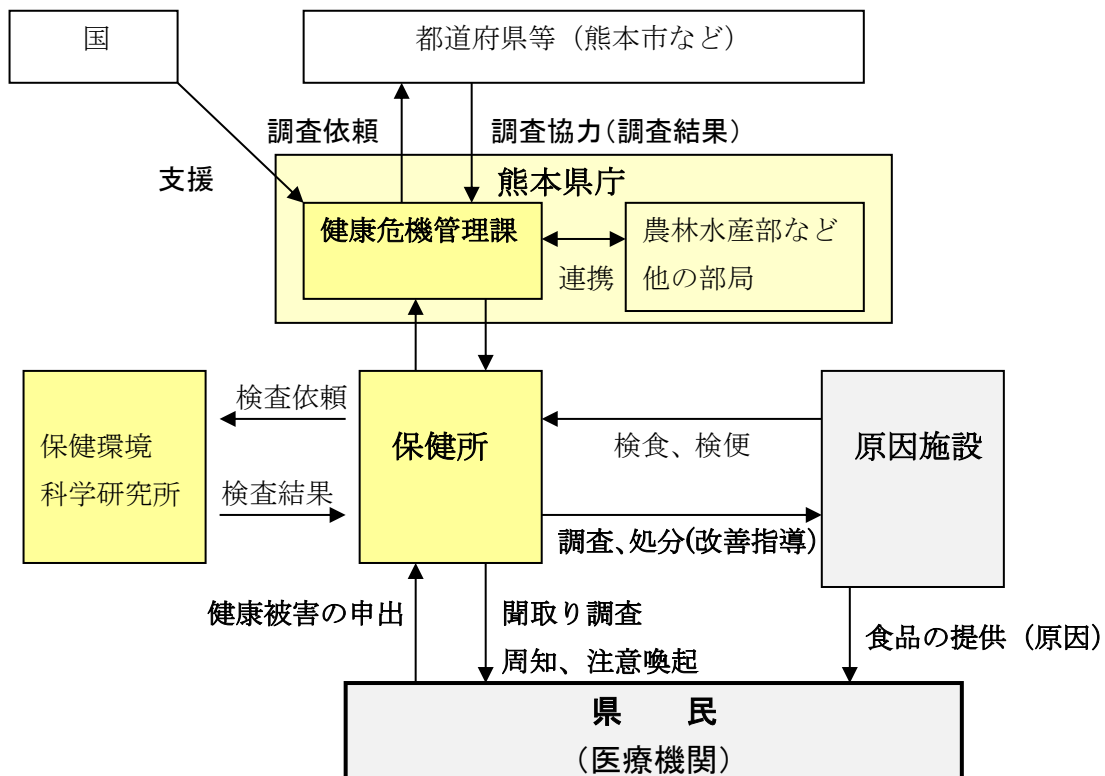 国
都道府県等（熊本市など）
調査依頼
調査協力（調査結果）
支援
熊本県庁
健康危機管理課
農林水産部など
他の部局
連携
検査依頼
保健環境
科学研究所
検査結果
保健所
検食、検便
原因施設
調査、処分(改善指導)
健康被害の申出
聞取り調査
周知、注意喚起
食品の提供（原因）
県　　民
（医療機関）